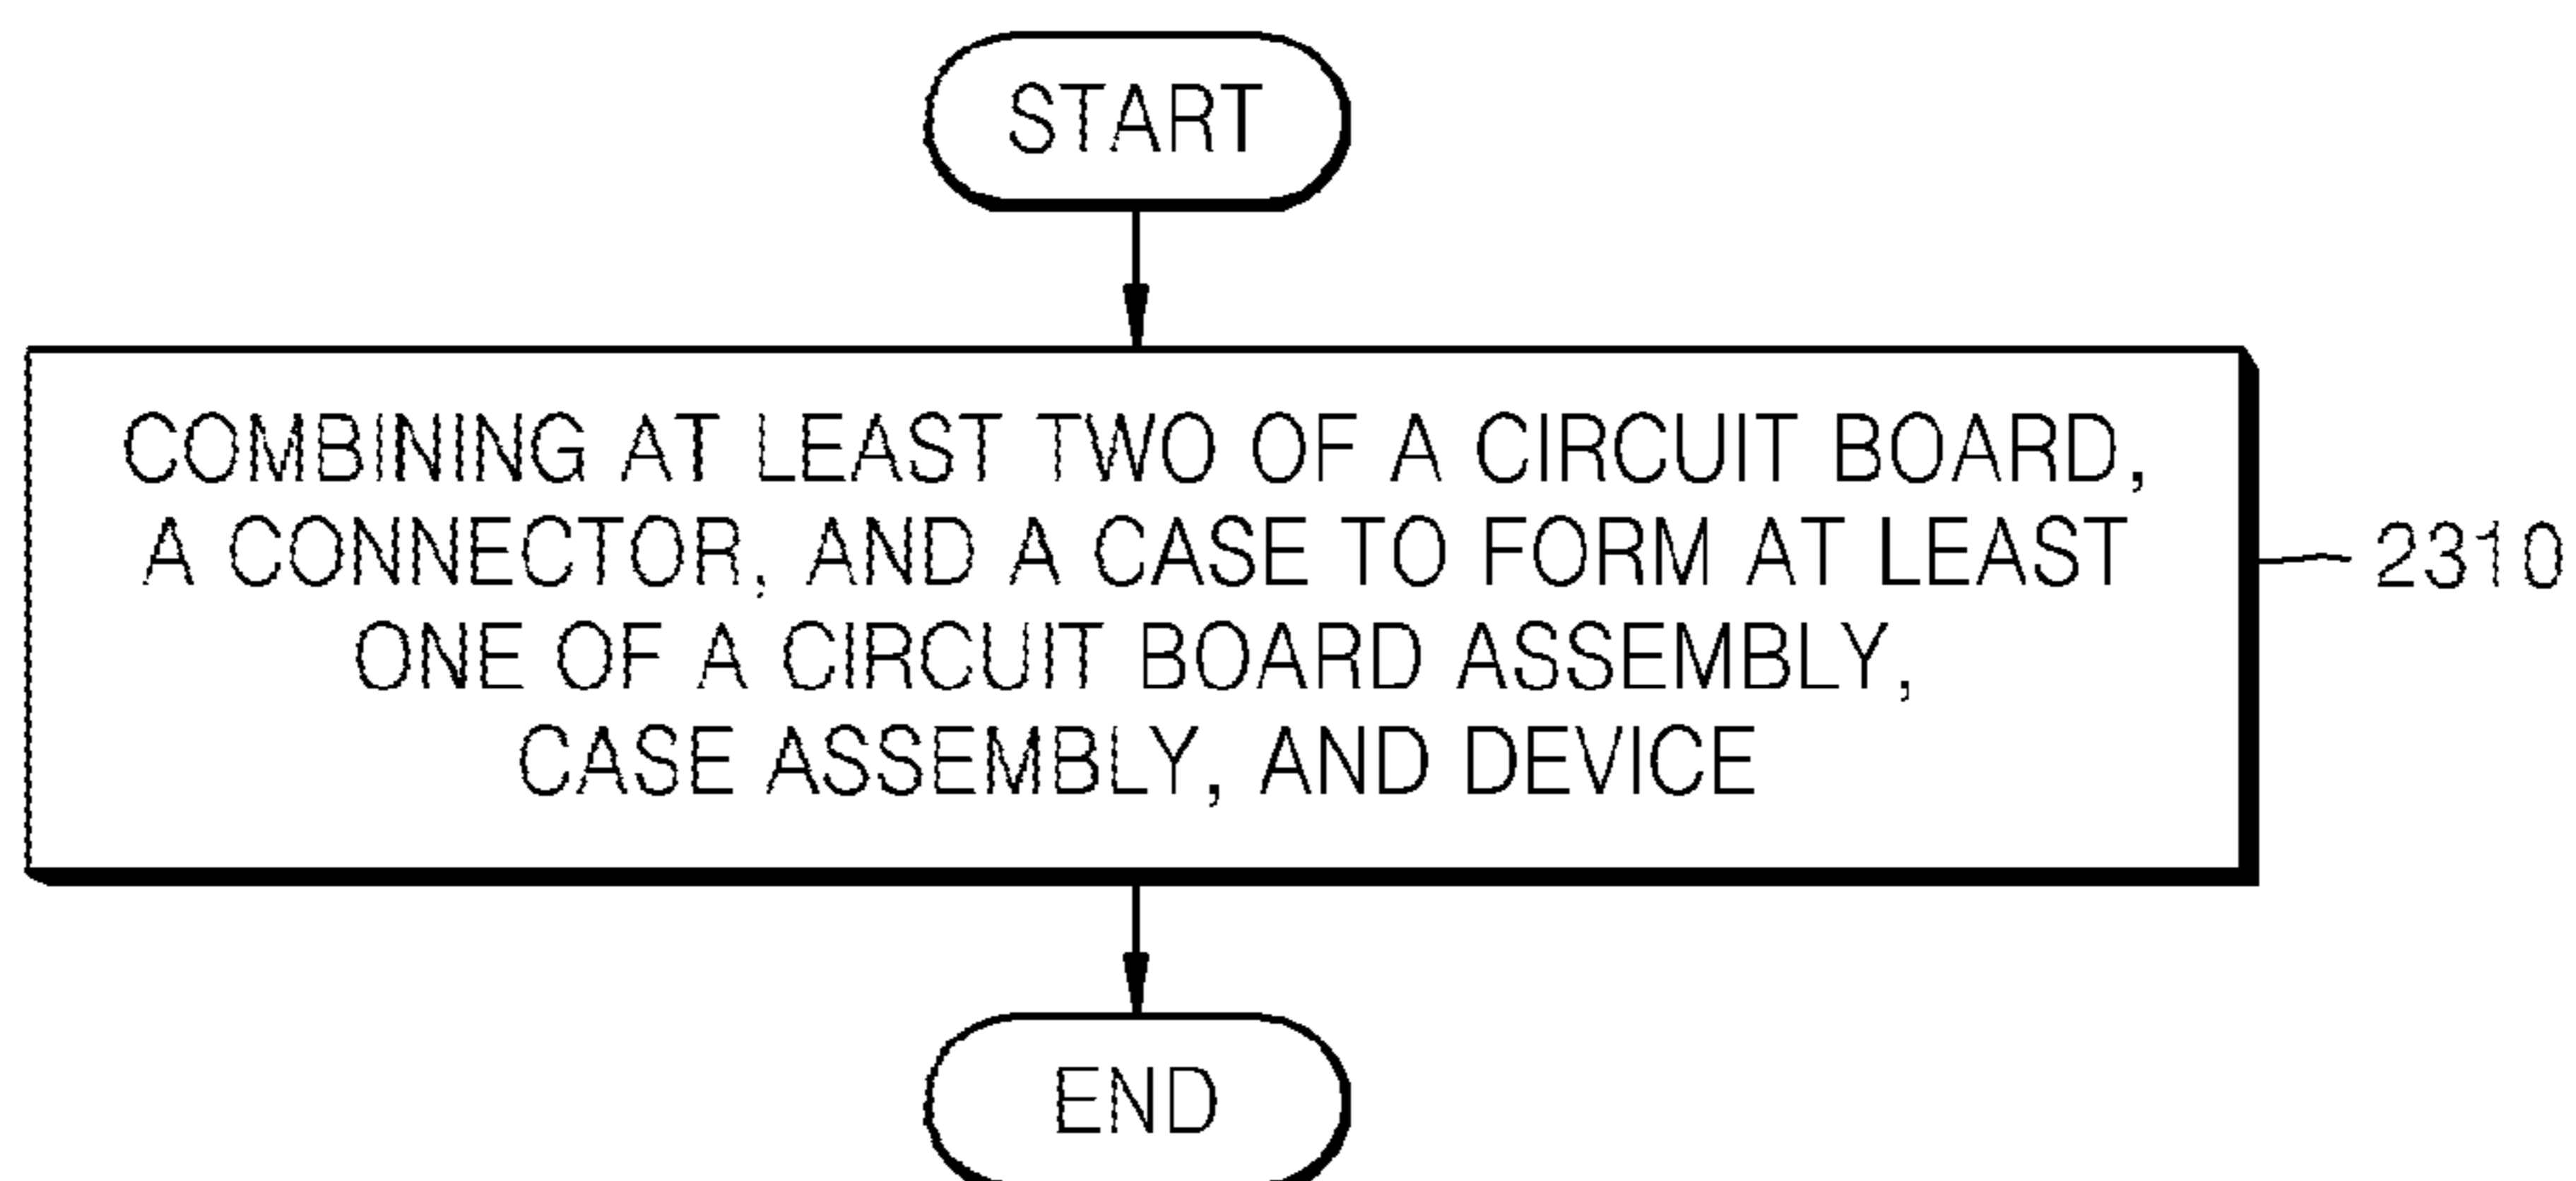 START
COMBINING AT LEAST TWO OF A CIRCUIT BOARD,
A CONNECTOR, AND A CASE TO FORM AT LEAST
ONE OF A CIRCUIT BOARD ASSEMBLY,
CASE ASSEMBLY, AND DEVICE
2310
END